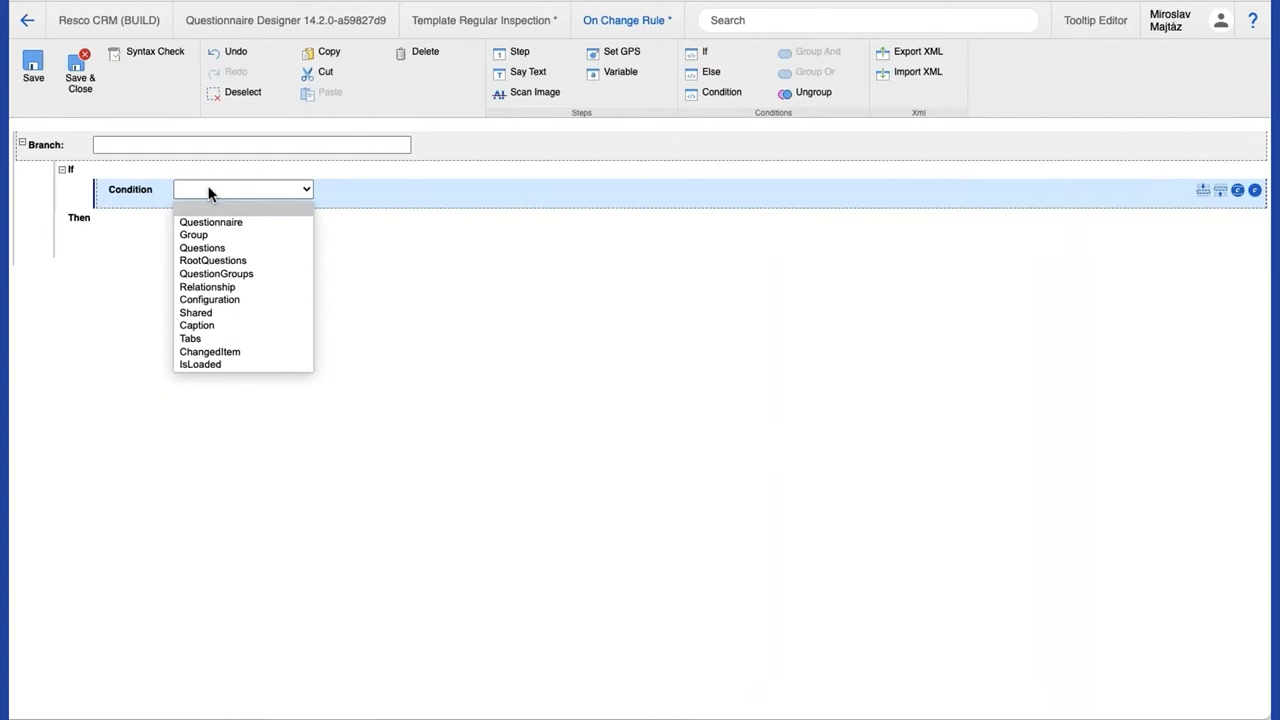 Resco CRM (BUILD)
Questionnaire Designer 14.2.0-a59827d9
Template Regular Inspection *
On Change Rule *
Search
Tooltip Editor
Miroslav
Majtáz
?
Save
Save &
Close
Syntax Check
Undo
Redo
Deselect
Copy
Cut
Paste
Delete
Step
Say Text
Scan Image
Set GPS
Variable
Steps
If
Else
Condition
Group And
Group Or
Ungroup
Conditions
Export XML
Import XML
Xml
Branch:
If
Condition
Questionnaire
Group
Questions
RootQuestions
QuestionGroups
Relationship
Configuration
Shared
Caption
Tabs
ChangedItem
IsLoaded
Then